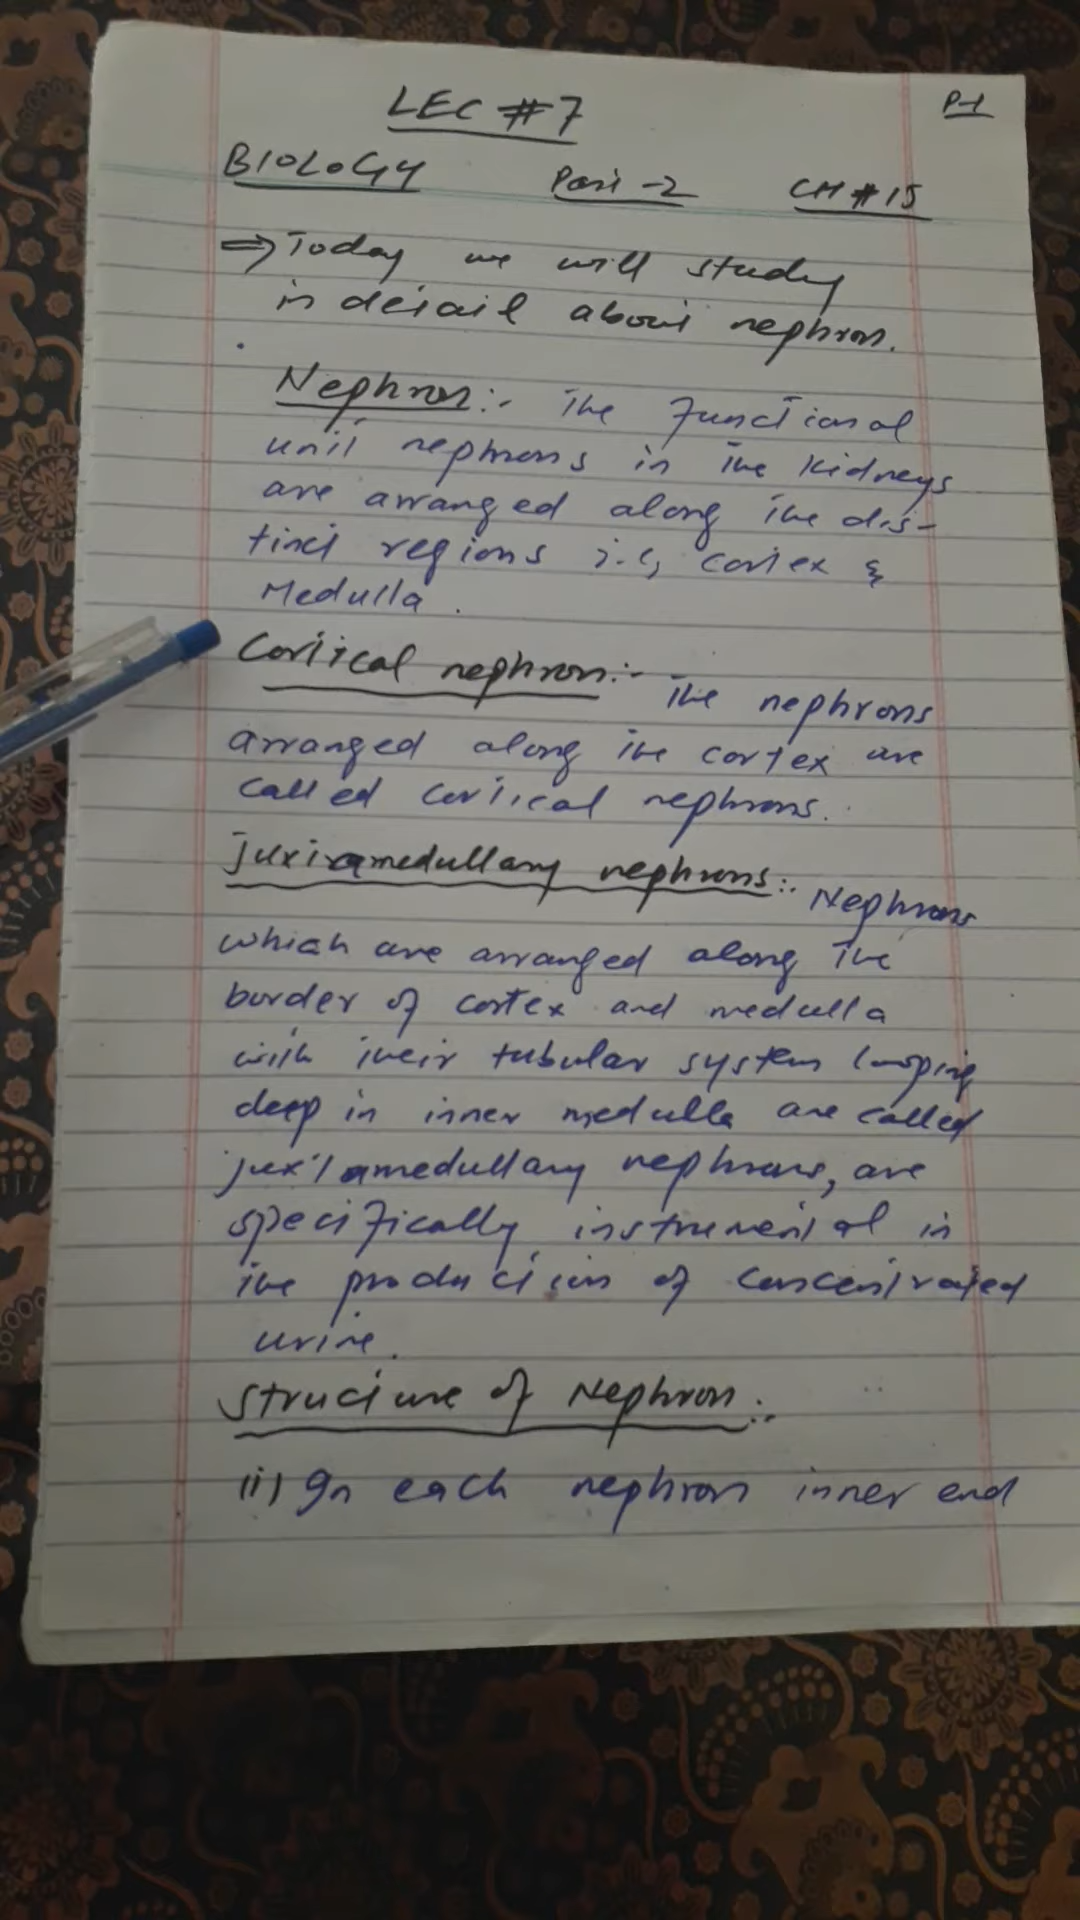 P-1
LEC #7
BIOLOGY Part -2 CH # 15
⇒ Today we will study
in detail about nephron.
Nephron:- The functional
unit nephrons in the kidneys
are arranged along the dis-
tinct regions i.e, cortex &
Medulla.
Cortical nephron:- The nephrons
arranged along the cortex are
called cortical nephrons.
juxtamedullary nephrons:- Nephrons
which are arranged along the
border of cortex and medulla
with their tubular system looping
deep in inner medulla are called
juxtamedullary nephrons, are
specifically instrumental in
the production of concentrated
urine.
Structure of Nephron:-
(i) In each nephron inner end